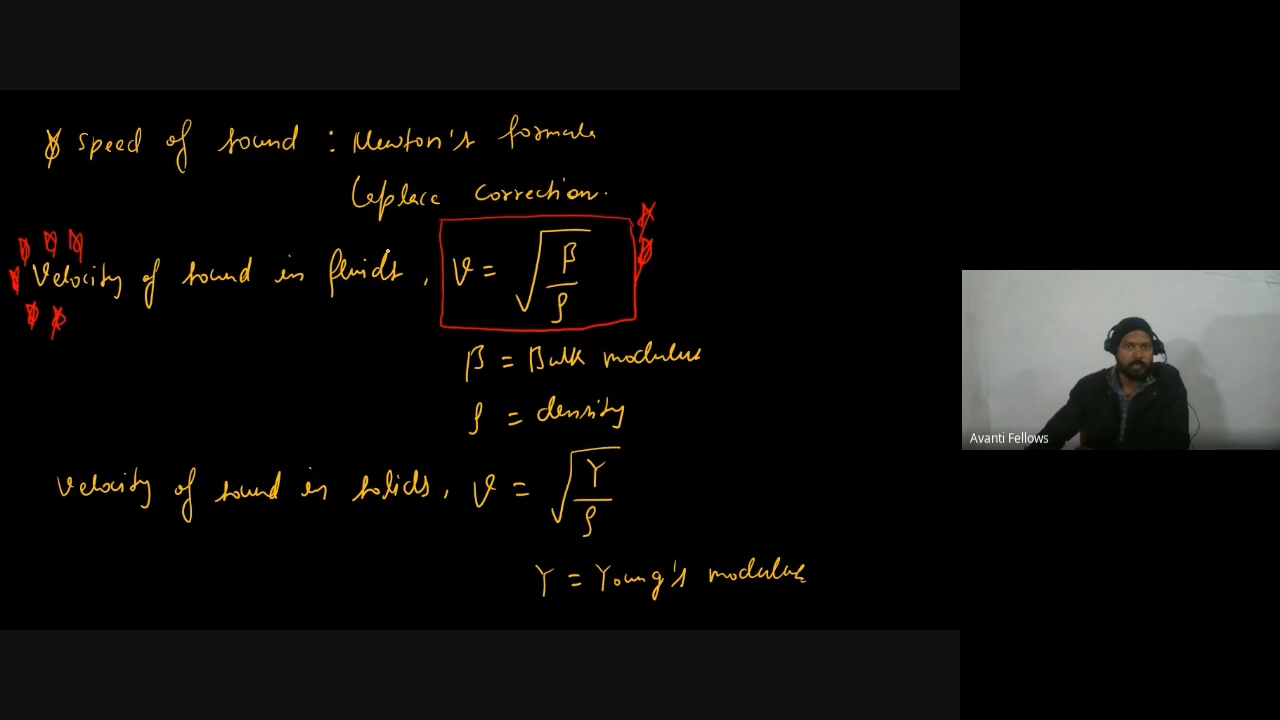 Speed of sound : Newton's formula
Laplace correction.
Velocity of sound in fluids, v = √(β/ρ)
β = Bulk modulus
ρ = density
Velocity of sound in solids, v = √(Y/ρ)
Y = Young's modulus
Avanti Fellows